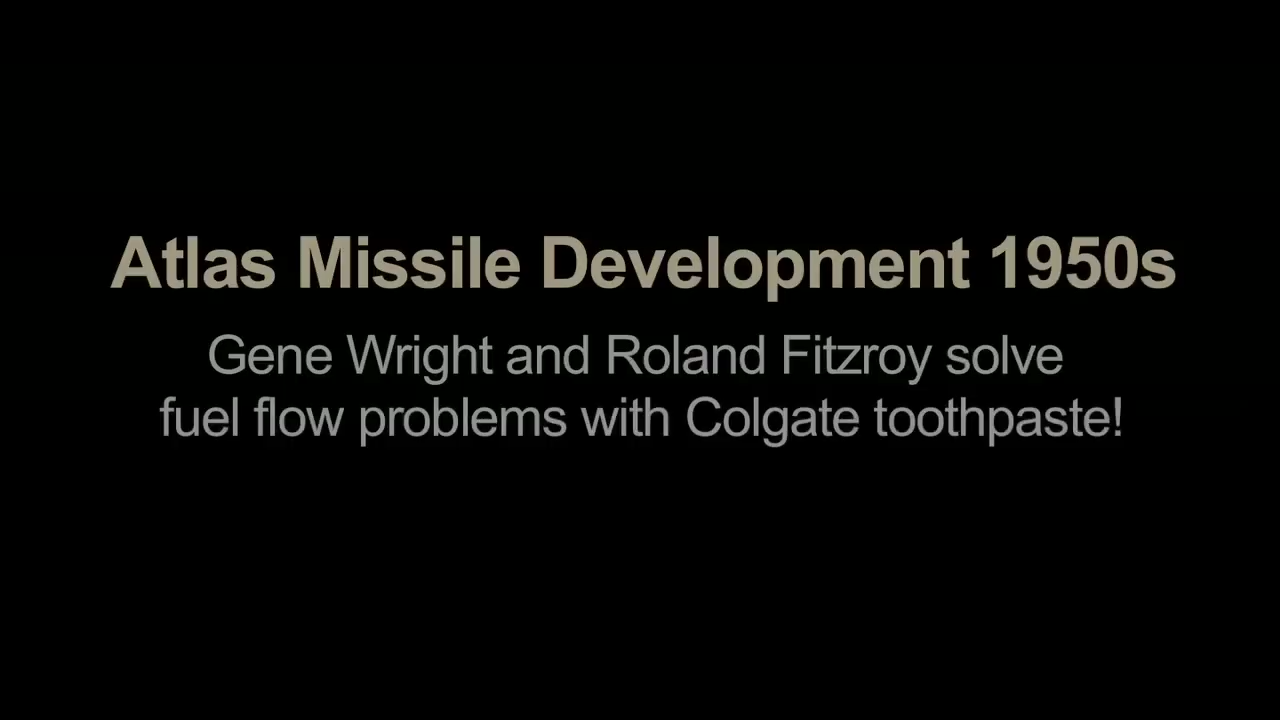 Atlas Missile Development 1950s
Gene Wright and Roland Fitzroy solve
fuel flow problems with Colgate toothpaste!